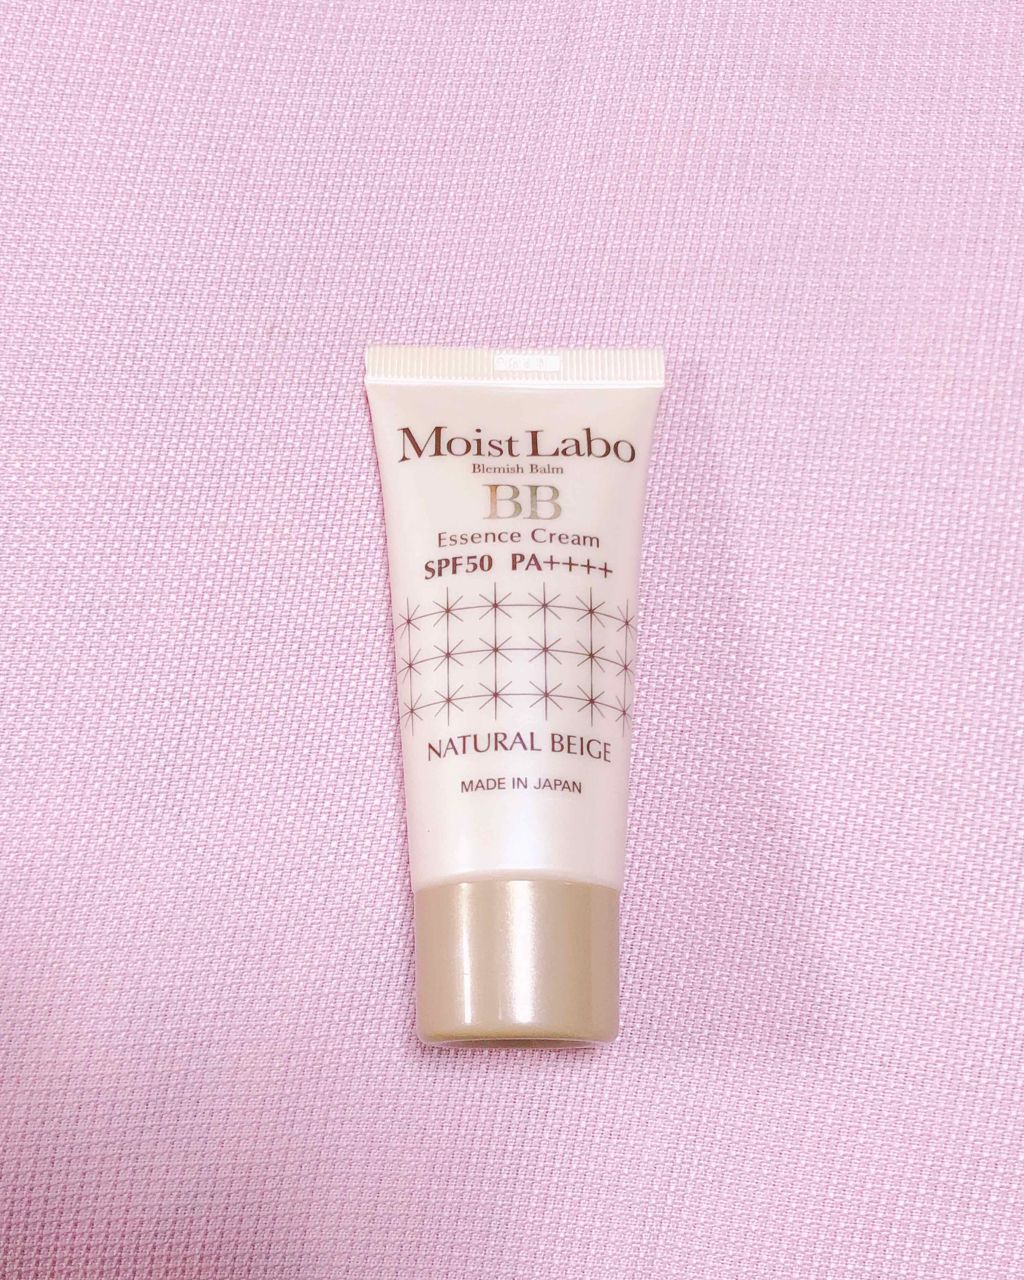 Moist Labo
Blemish Balm
BB
Essence Cream
SPF50 PA++++
NATURAL BEIGE
MADE IN JAPAN